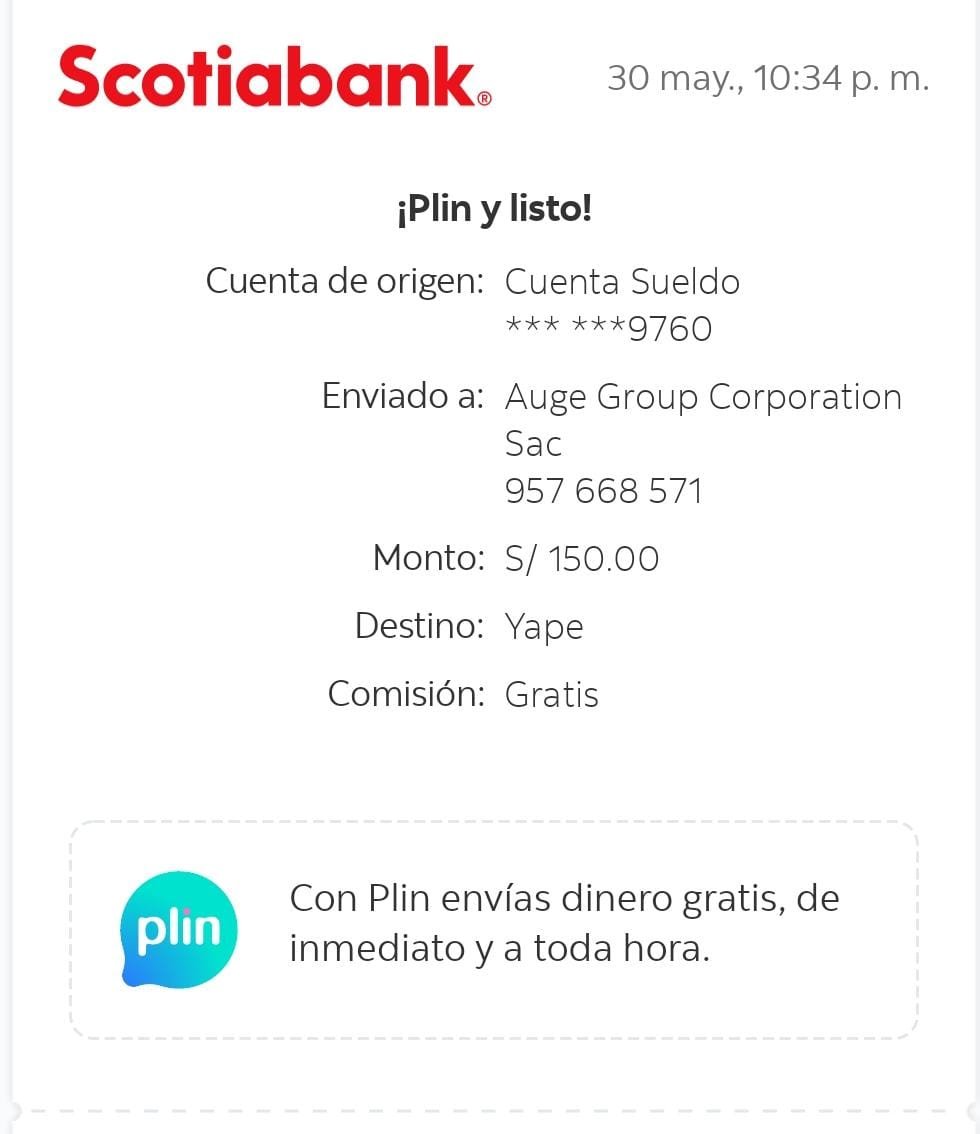 Scotiabank®
30 may., 10:34 p. m.
¡Plin y listo!
Cuenta de origen: Cuenta Sueldo
*** ***9760
Enviado a: Auge Group Corporation
Sac
957 668 571
Monto: S/ 150.00
Destino: Yape
Comisión: Gratis
plin
Con Plin envías dinero gratis, de
inmediato y a toda hora.